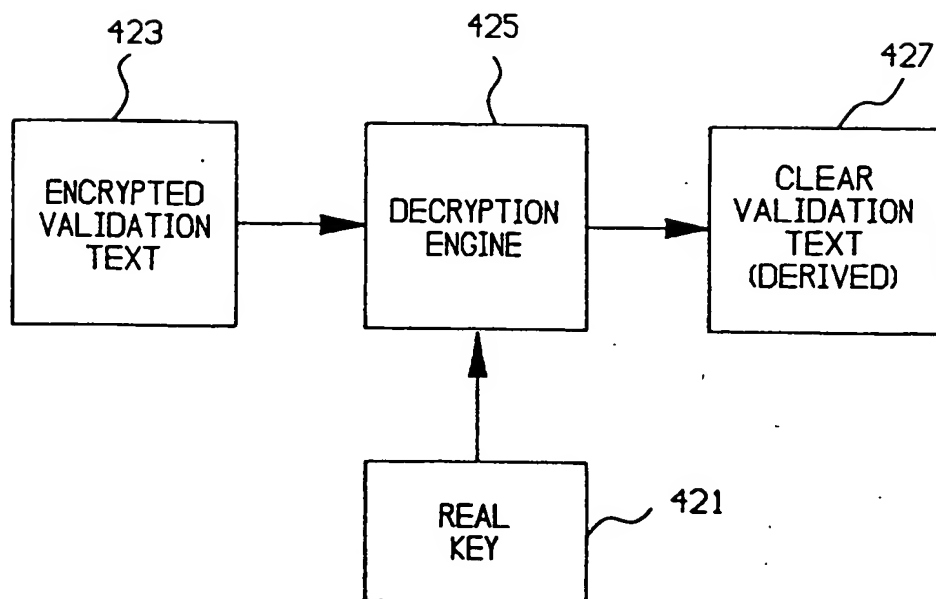 423
425
427
ENCRYPTED
VALIDATION
TEXT
DECRYPTION
ENGINE
CLEAR
VALIDATION
TEXT
(DERIVED)
REAL
KEY
421